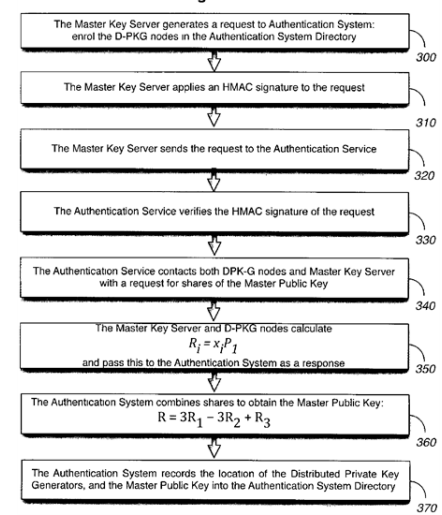 The Master Key Server generates a request to Authentication System:
enrol the D-PKG nodes in the Authentication System Directory
300
The Master Key Server applies an HMAC signature to the request
310
The Master Key Server sends the request to the Authentication Service
320
The Authentication Service verifies the HMAC signature of the request
330
The Authentication Service contacts both DPK-G nodes and Master Key Server
with a request for shares of the Master Public Key
340
The Master Key Server and D-PKG nodes calculate
Rᵢ = xᵢP₁
and pass this to the Authentication System as a response
350
The Authentication System combines shares to obtain the Master Public Key:
R = 3R₁ − 3R₂ + R₃
360
The Authentication System records the location of the Distributed Private Key
Generators, and the Master Public Key into the Authentication System Directory
370